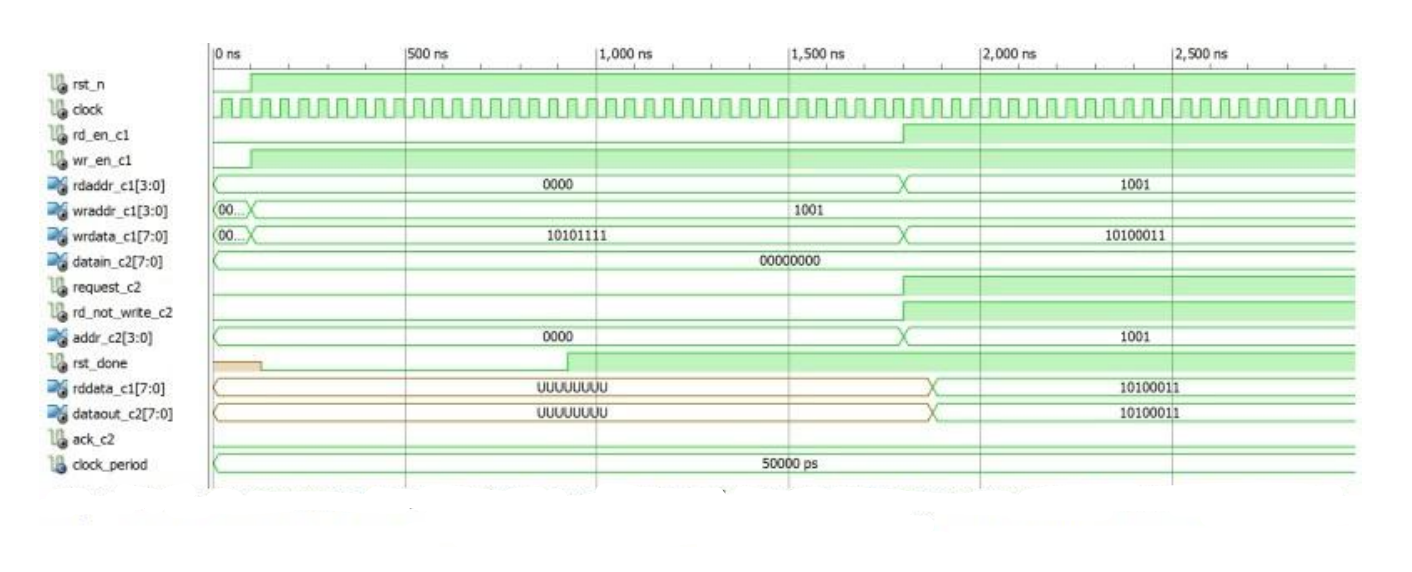 0 ns 500 ns 1,000 ns 1,500 ns 2,000 ns 2,500 ns
rst_n
clock
rd_en_c1
wr_en_c1
rdaddr_c1[3:0] 0000 1001
wraddr_c1[3:0] 00... 1001
wrdata_c1[7:0] 00... 10101111 10100011
datain_c2[7:0] 00000000
request_c2
rd_not_write_c2
addr_c2[3:0] 0000 1001
rst_done
rddata_c1[7:0] UUUUUUUU 10100011
dataout_c2[7:0] UUUUUUUU 10100011
ack_c2
clock_period 50000 ps